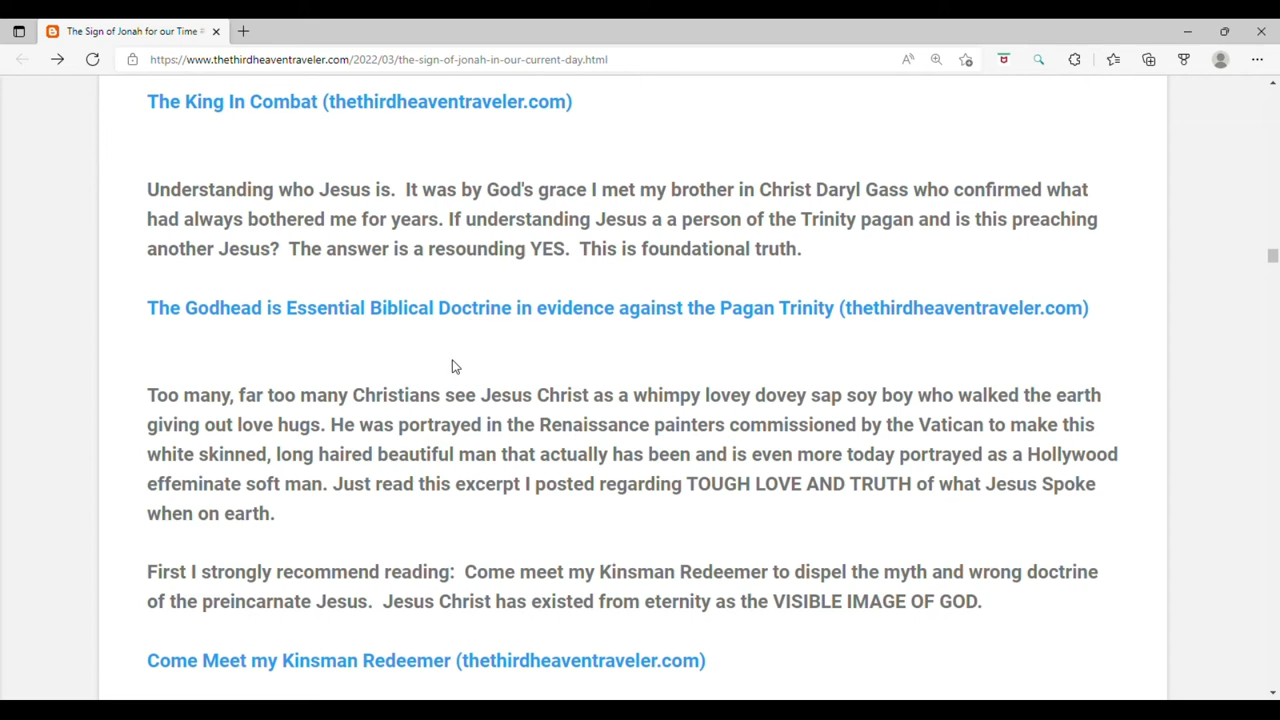 The Sign of Jonah for our Time
https://www.thethirdheaventraveler.com/2022/03/the-sign-of-jonah-in-our-current-day.html
The King In Combat (thethirdheaventraveler.com)
Understanding who Jesus is.  It was by God's grace I met my brother in Christ Daryl Gass who confirmed what
had always bothered me for years. If understanding Jesus a a person of the Trinity pagan and is this preaching
another Jesus?  The answer is a resounding YES.  This is foundational truth.
The Godhead is Essential Biblical Doctrine in evidence against the Pagan Trinity (thethirdheaventraveler.com)
Too many, far too many Christians see Jesus Christ as a whimpy lovey dovey sap soy boy who walked the earth
giving out love hugs. He was portrayed in the Renaissance painters commissioned by the Vatican to make this
white skinned, long haired beautiful man that actually has been and is even more today portrayed as a Hollywood
effeminate soft man. Just read this excerpt I posted regarding TOUGH LOVE AND TRUTH of what Jesus Spoke
when on earth.
First I strongly recommend reading:  Come meet my Kinsman Redeemer to dispel the myth and wrong doctrine
of the preincarnate Jesus.  Jesus Christ has existed from eternity as the VISIBLE IMAGE OF GOD.
Come Meet my Kinsman Redeemer (thethirdheaventraveler.com)